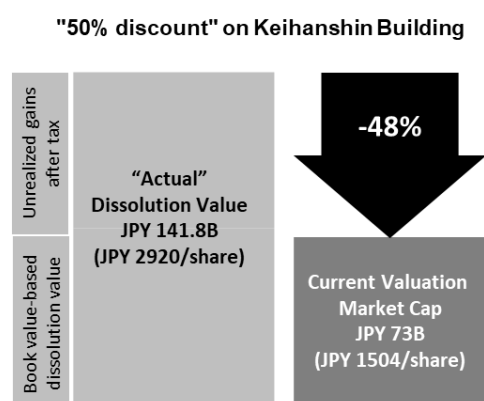 "50% discount" on Keihanshin Building
Unrealized gains
after tax
Book value-based
dissolution value
“Actual”
Dissolution Value
JPY 141.8B
(JPY 2920/share)
-48%
Current Valuation
Market Cap
JPY 73B
(JPY 1504/share)